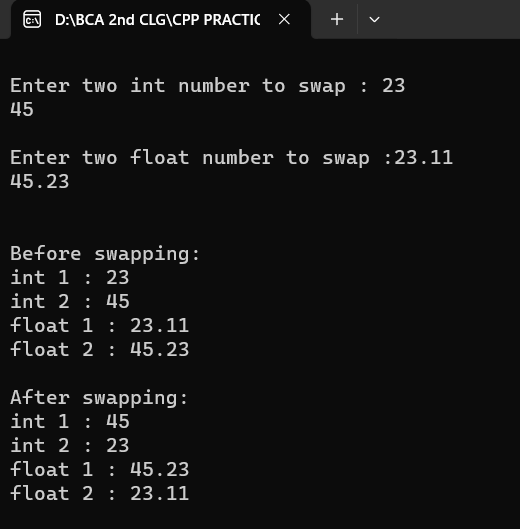 D:\BCA 2nd CLG\CPP PRACTIC
Enter two int number to swap : 23
45
Enter two float number to swap :23.11
45.23
Before swapping:
int 1 : 23
int 2 : 45
float 1 : 23.11
float 2 : 45.23
After swapping:
int 1 : 45
int 2 : 23
float 1 : 45.23
float 2 : 23.11